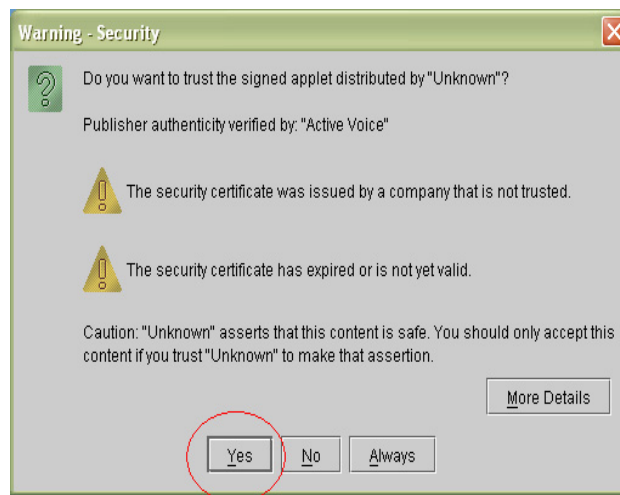 Warning - Security
Do you want to trust the signed applet distributed by "Unknown"?
Publisher authenticity verified by: "Active Voice"
The security certificate was issued by a company that is not trusted.
The security certificate has expired or is not yet valid.
Caution: "Unknown" asserts that this content is safe. You should only accept this
content if you trust "Unknown" to make that assertion.
More Details
Yes No Always